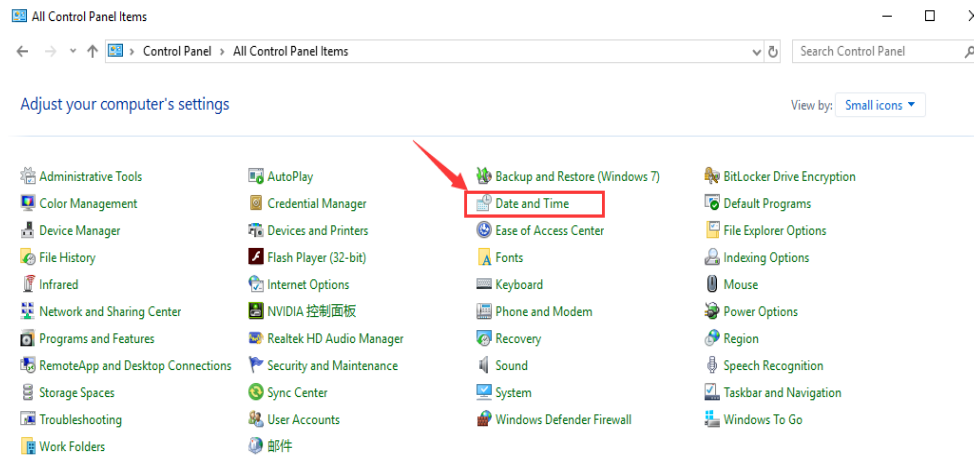 All Control Panel Items
Control Panel > All Control Panel Items
Search Control Panel
Adjust your computer's settings
View by: Small icons
Administrative Tools AutoPlay Backup and Restore (Windows 7) BitLocker Drive Encryption
Color Management Credential Manager Date and Time Default Programs
Device Manager Devices and Printers Ease of Access Center File Explorer Options
File History Flash Player (32-bit) Fonts Indexing Options
Infrared Internet Options Keyboard Mouse
Network and Sharing Center NVIDIA 控制面板 Phone and Modem Power Options
Programs and Features Realtek HD Audio Manager Recovery Region
RemoteApp and Desktop Connections Security and Maintenance Sound Speech Recognition
Storage Spaces Sync Center System Taskbar and Navigation
Troubleshooting User Accounts Windows Defender Firewall Windows To Go
Work Folders 邮件